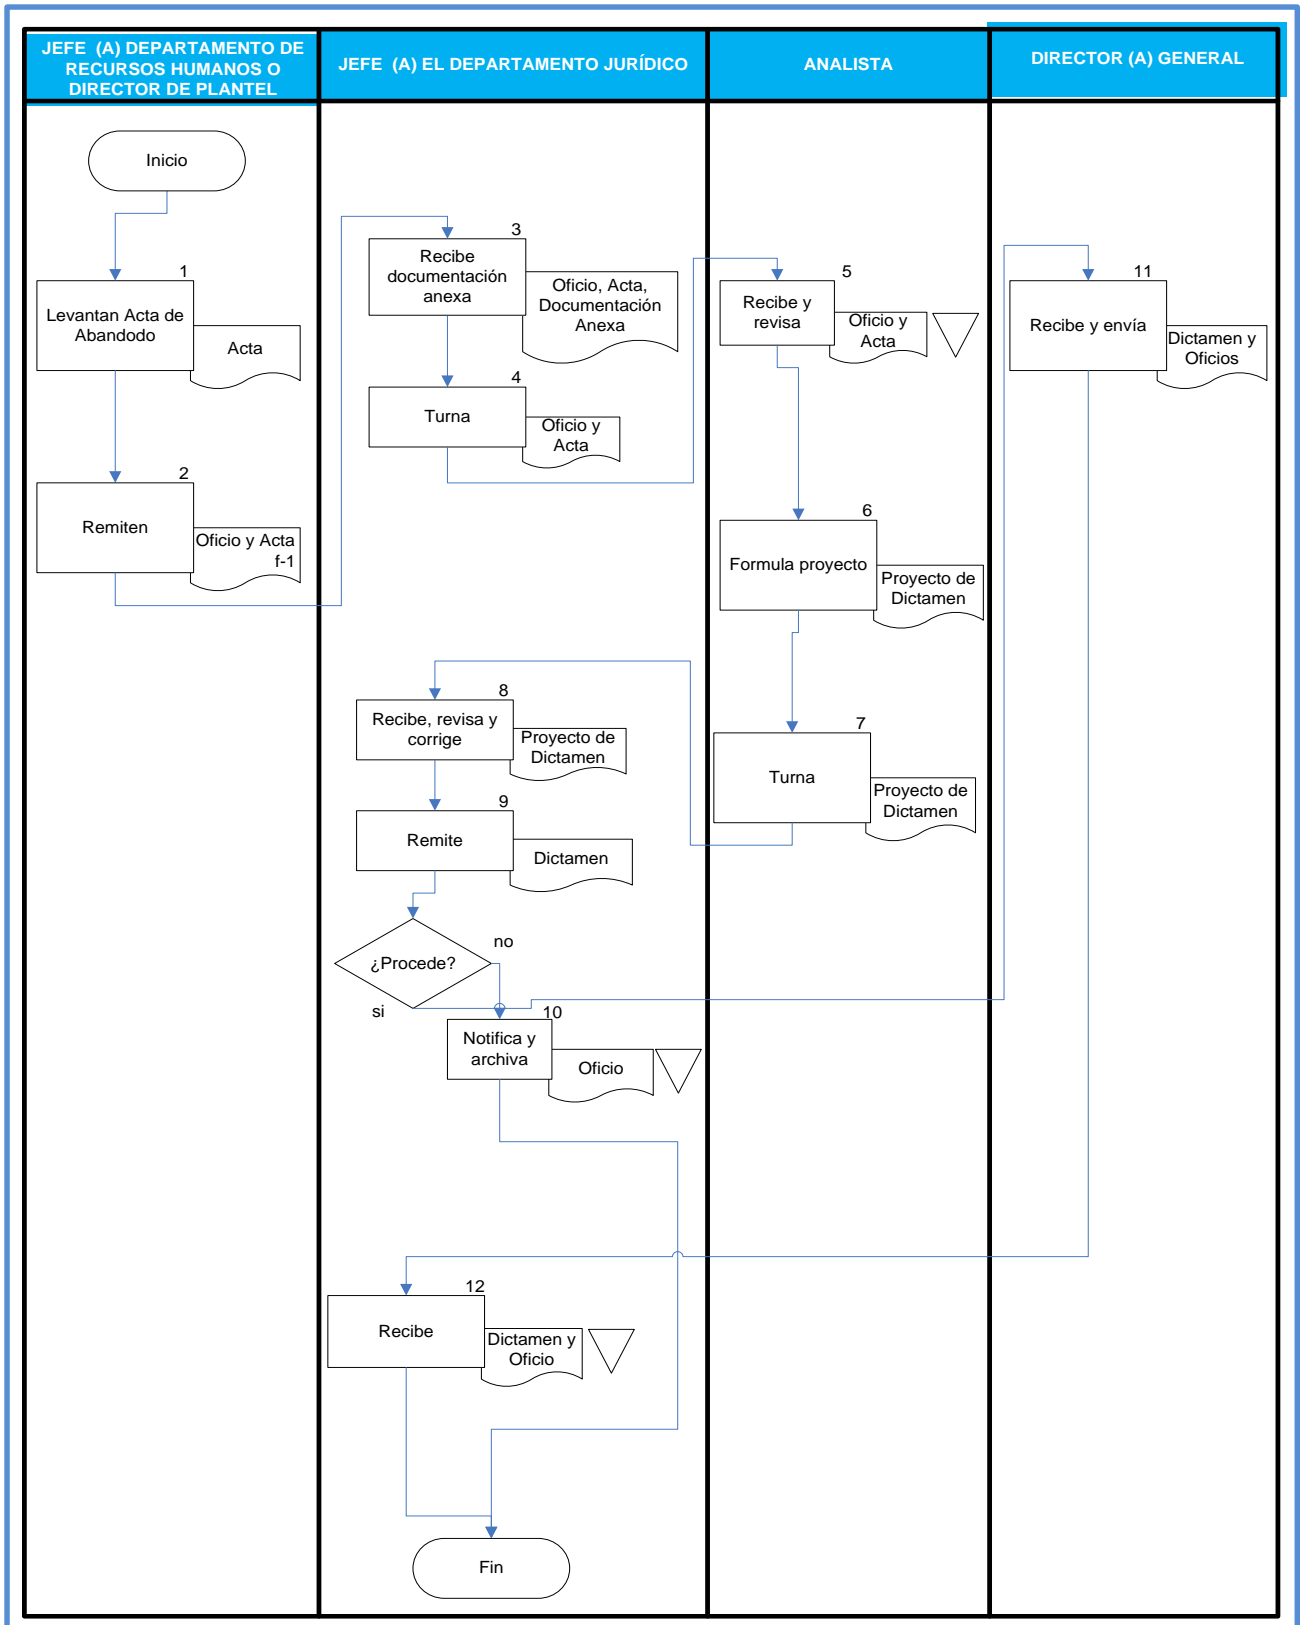 JEFE (A) DEPARTAMENTO DE
RECURSOS HUMANOS O
DIRECTOR DE PLANTEL
JEFE (A) EL DEPARTAMENTO JURÍDICO
ANALISTA
DIRECTOR (A) GENERAL
Inicio
1
Levantan Acta de
Abandodo
Acta
2
Remiten
Oficio y Acta
f-1
3
Recibe
documentación
anexa
Oficio, Acta,
Documentación
Anexa
4
Turna
Oficio y
Acta
5
Recibe y
revisa
Oficio y
Acta
6
Formula proyecto
Proyecto de
Dictamen
7
Turna
Proyecto de
Dictamen
8
Recibe, revisa y
corrige
Proyecto de
Dictamen
9
Remite
Dictamen
¿Procede?
no
si
10
Notifica y
archiva
Oficio
11
Recibe y envía
Dictamen y
Oficios
12
Recibe
Dictamen y
Oficio
Fin